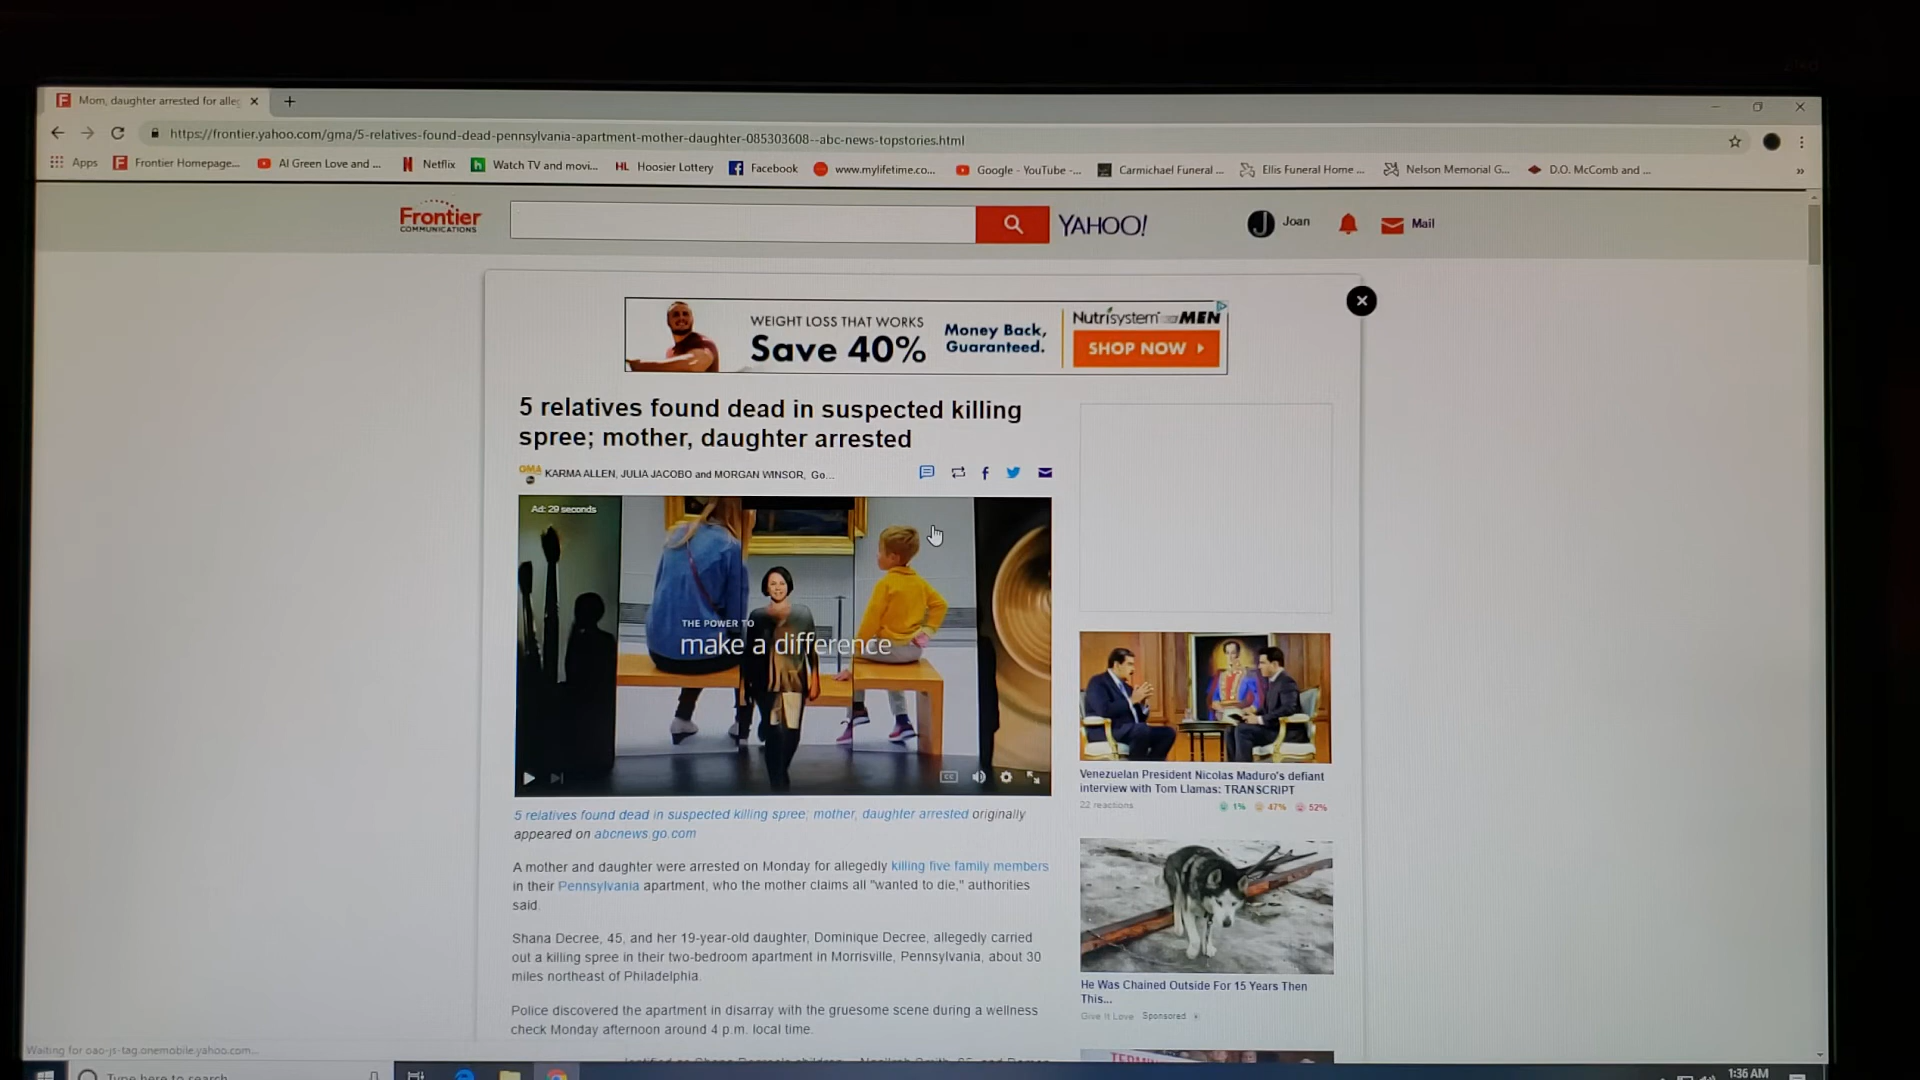 Mom, daughter arrested for alleg
https://frontier.yahoo.com/gma/5-relatives-found-dead-pennsylvania-apartment-mother-daughter-085303608--abc-news-topstories.html
Apps Frontier Homepage... Al Green Love and ... Netflix Watch TV and movi... HL Hoosier Lottery Facebook www.mylifetime.co... Google - YouTube -... Carmichael Funeral ... Ellis Funeral Home ... Nelson Memorial G... D.O. McComb and ... »
Frontier
COMMUNICATIONS
YAHOO!
J Joan
Mail
WEIGHT LOSS THAT WORKS
Save 40%
Money Back,
Guaranteed.
Nutrisystem FOR MEN
SHOP NOW
5 relatives found dead in suspected killing
spree; mother, daughter arrested
GMA KARMA ALLEN, JULIA JACOBO and MORGAN WINSOR, Go...
Ad: 29 seconds
THE POWER TO
make a difference
CC
5 relatives found dead in suspected killing spree; mother, daughter arrested originally
appeared on abcnews.go.com
A mother and daughter were arrested on Monday for allegedly killing five family members
in their Pennsylvania apartment, who the mother claims all "wanted to die," authorities
said.
Shana Decree, 45, and her 19-year-old daughter, Dominique Decree, allegedly carried
out a killing spree in their two-bedroom apartment in Morrisville, Pennsylvania, about 30
miles northeast of Philadelphia.
Police discovered the apartment in disarray with the gruesome scene during a wellness
check Monday afternoon around 4 p.m. local time.
Venezuelan President Nicolas Maduro's defiant
interview with Tom Llamas: TRANSCRIPT
22 reactions 1% 47% 52%
He Was Chained Outside For 15 Years Then
This...
Give It Love Sponsored
Waiting for oao-js-tag.onemobile.yahoo.com...
Type here to search
1:36 AM